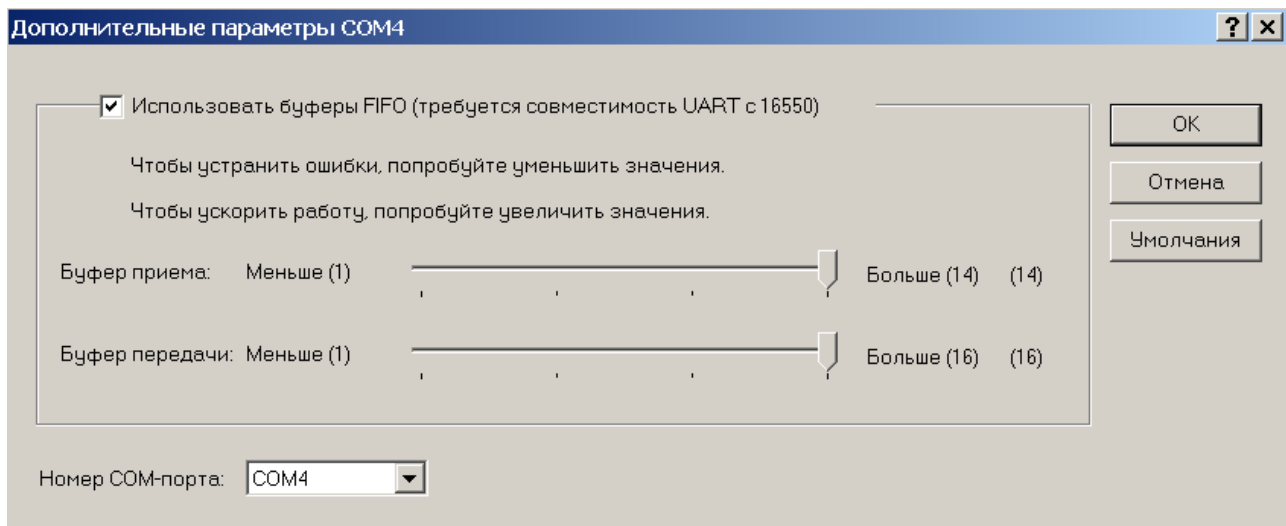 Дополнительные параметры COM4
Использовать буферы FIFO (требуется совместимость UART с 16550)
OK
Чтобы устранить ошибки, попробуйте уменьшить значения.
Отмена
Чтобы ускорить работу, попробуйте увеличить значения.
Умолчания
Буфер приема: Меньше (1) Больше (14) (14)
Буфер передачи: Меньше (1) Больше (16) (16)
Номер COM-порта: COM4